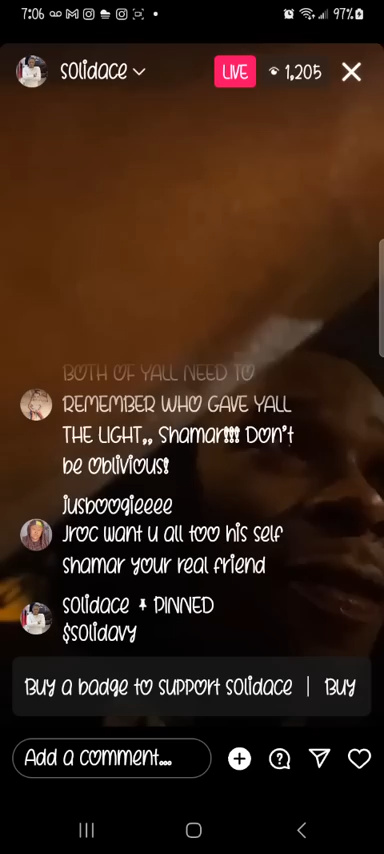 7:06 97%
solidace LIVE 1,205
BOTH OF YALL NEED TO
REMEMBER WHO GAVE YALL
THE LIGHT,, Shamar!!! Don't
be Oblivious!
jusboogieeee
Jroc want u all too his self
shamar your real friend
solidace PINNED
$solidavy
Buy a badge to support solidace | Buy
Add a comment...